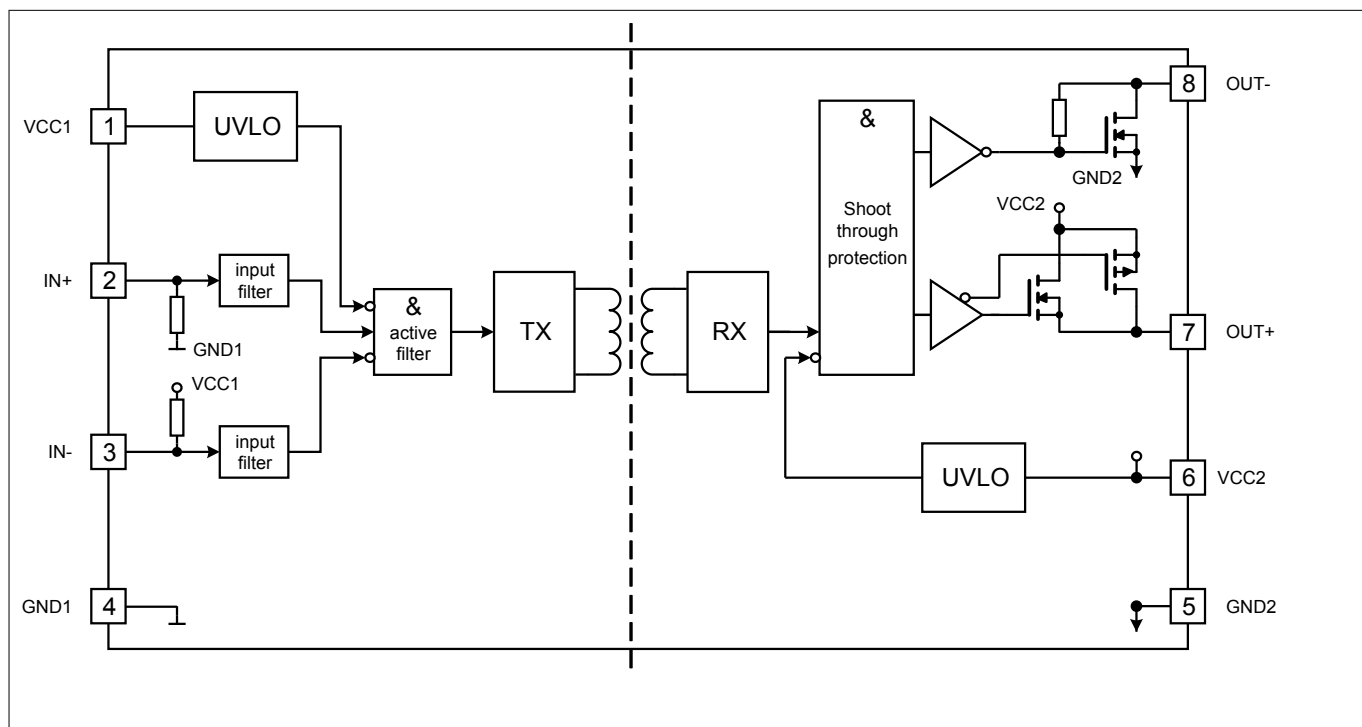 VCC1
1
UVLO
IN+
2
input
filter
GND1
VCC1
IN-
3
input
filter
GND1
4
&
active
filter
TX
RX
&
Shoot
through
protection
UVLO
GND2
VCC2
8
OUT-
7
OUT+
6
VCC2
5
GND2